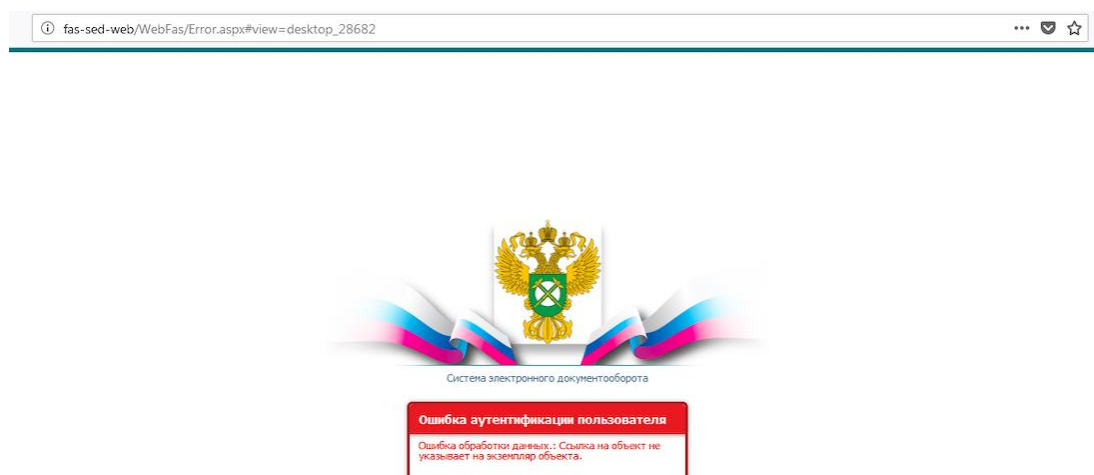 fas-sed-web/WebFas/Error.aspx#view=desktop_28682
Система электронного документооборота
Ошибка аутентификации пользователя
Ошибка обработки данных.: Ссылка на объект не
указывает на экземпляр объекта.